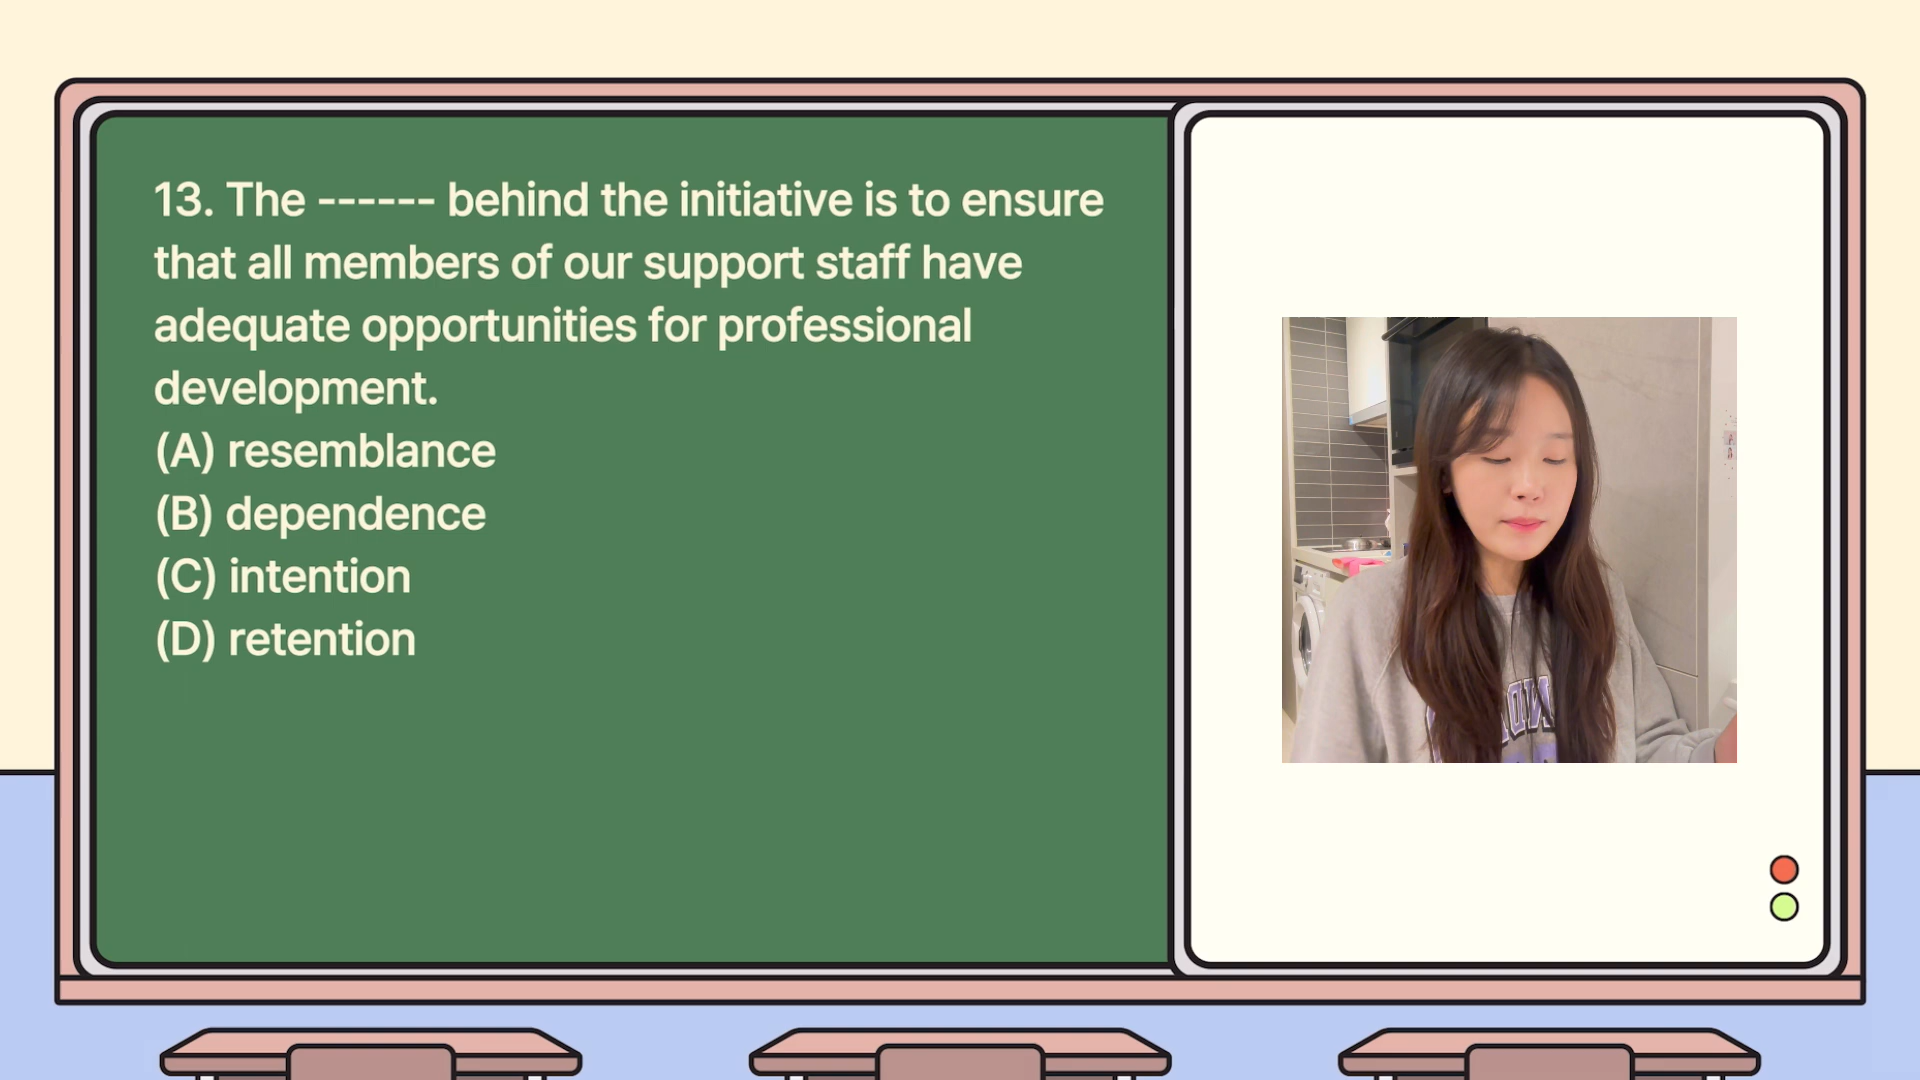 13. The ------ behind the initiative is to ensure
that all members of our support staff have
adequate opportunities for professional
development.
(A) resemblance
(B) dependence
(C) intention
(D) retention